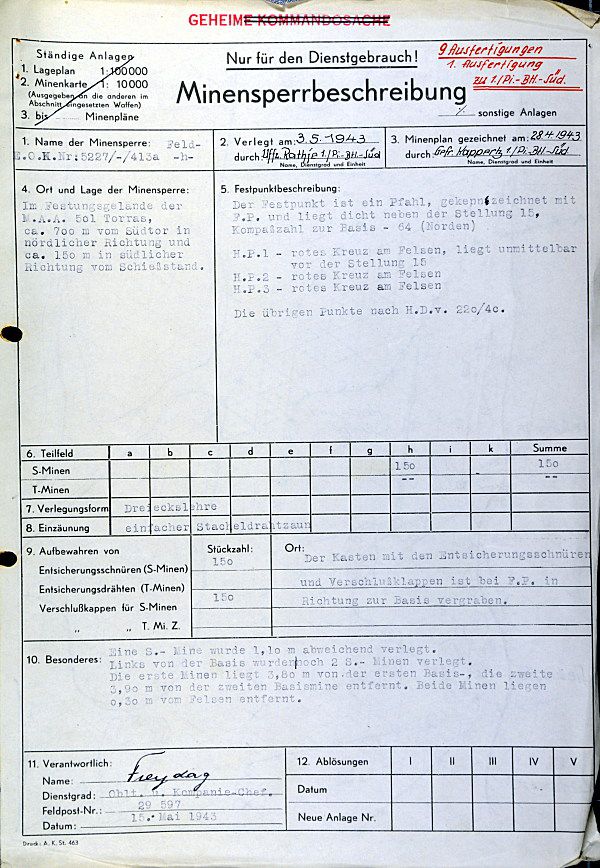 GEHEIME KOMMANDOSACHE
Ständige Anlagen
1. Lageplan 1:100000
2. Minenkarte 1: 10000
(Ausgegeben an die anderen im
Abschnitt eingesetzten Waffen)
3. bis Minenpläne
Nur für den Dienstgebrauch!
Minensperrbeschreibung
9 Ausfertigungen
1. Ausfertigung
zu 1/Pi.-Btl.-Süd.
% sonstige Anlagen
1. Name der Minensperre: Feld-
E.O.K.Nr:5227/-/413a -h-
2. Verlegt am: 3.5.1943
durch: Uffz. Rathje 1/Pi-Btl-Süd
Name, Dienstgrad und Einheit
3. Minenplan gezeichnet am: 28.4.1943
durch: Gefr. Happertz 1/Pi-Btl-Süd
Name, Dienstgrad und Einheit
4. Ort und Lage der Minensperre:
Im Festungsgelände der
M.A.A. 501 Torras,
ca. 700 m vom Südtor in
nördlicher Richtung und
ca. 150 m in südlicher
Richtung vom Schießstand.
5. Festpunktbeschreibung:
Der Festpunkt ist ein Pfahl, gekennzeichnet mit
F.P. und liegt dicht neben der Stellung 15,
Kompaßzahl zur Basis - 64 (Norden)
H.P.1 - rotes Kreuz am Felsen, liegt unmittelbar
vor der Stellung 15
H.P.2 - rotes Kreuz am Felsen
H.P.3 - rotes Kreuz am Felsen
Die übrigen Punkte nach H.D.v. 220/4c.
6. Teilfeld a b c d e f g h i k Summe
S-Minen 150 150
T-Minen -- --
7. Verlegungsform Dreieckslehre
8. Einzäunung einfacher Stacheldrahtzaun
9. Aufbewahren von Stückzahl: Ort:
Entsicherungsschnüren (S-Minen) 150 Der Kasten mit den Entsicherungsschnüren
Entsicherungsdrähten (T-Minen) und Verschlußklappen ist bei F.P. in
Verschlußkappen für S-Minen 150 Richtung zur Basis vergraben.
„ „ T. Mi. Z.
10. Besonderes:
Eine S.- Mine wurde 1,10 m abweichend verlegt.
Links von der Basis wurden noch 2 S.- Minen verlegt.
Die erste Minen liegt 3,80 m von der ersten Basis-, die zweite
3,90 m von der zweiten Basismine entfernt. Beide Minen liegen
0,30 m vom Felsen entfernt.
11. Verantwortlich:
Name: Freydag
Dienstgrad: Oblt. u. Kompanie-Chef.
Feldpost-Nr.: 29 597
Datum: 15. Mai 1943
12. Ablösungen I II III IV V
Datum
Neue Anlage Nr.
Druck: A. K. St. 463